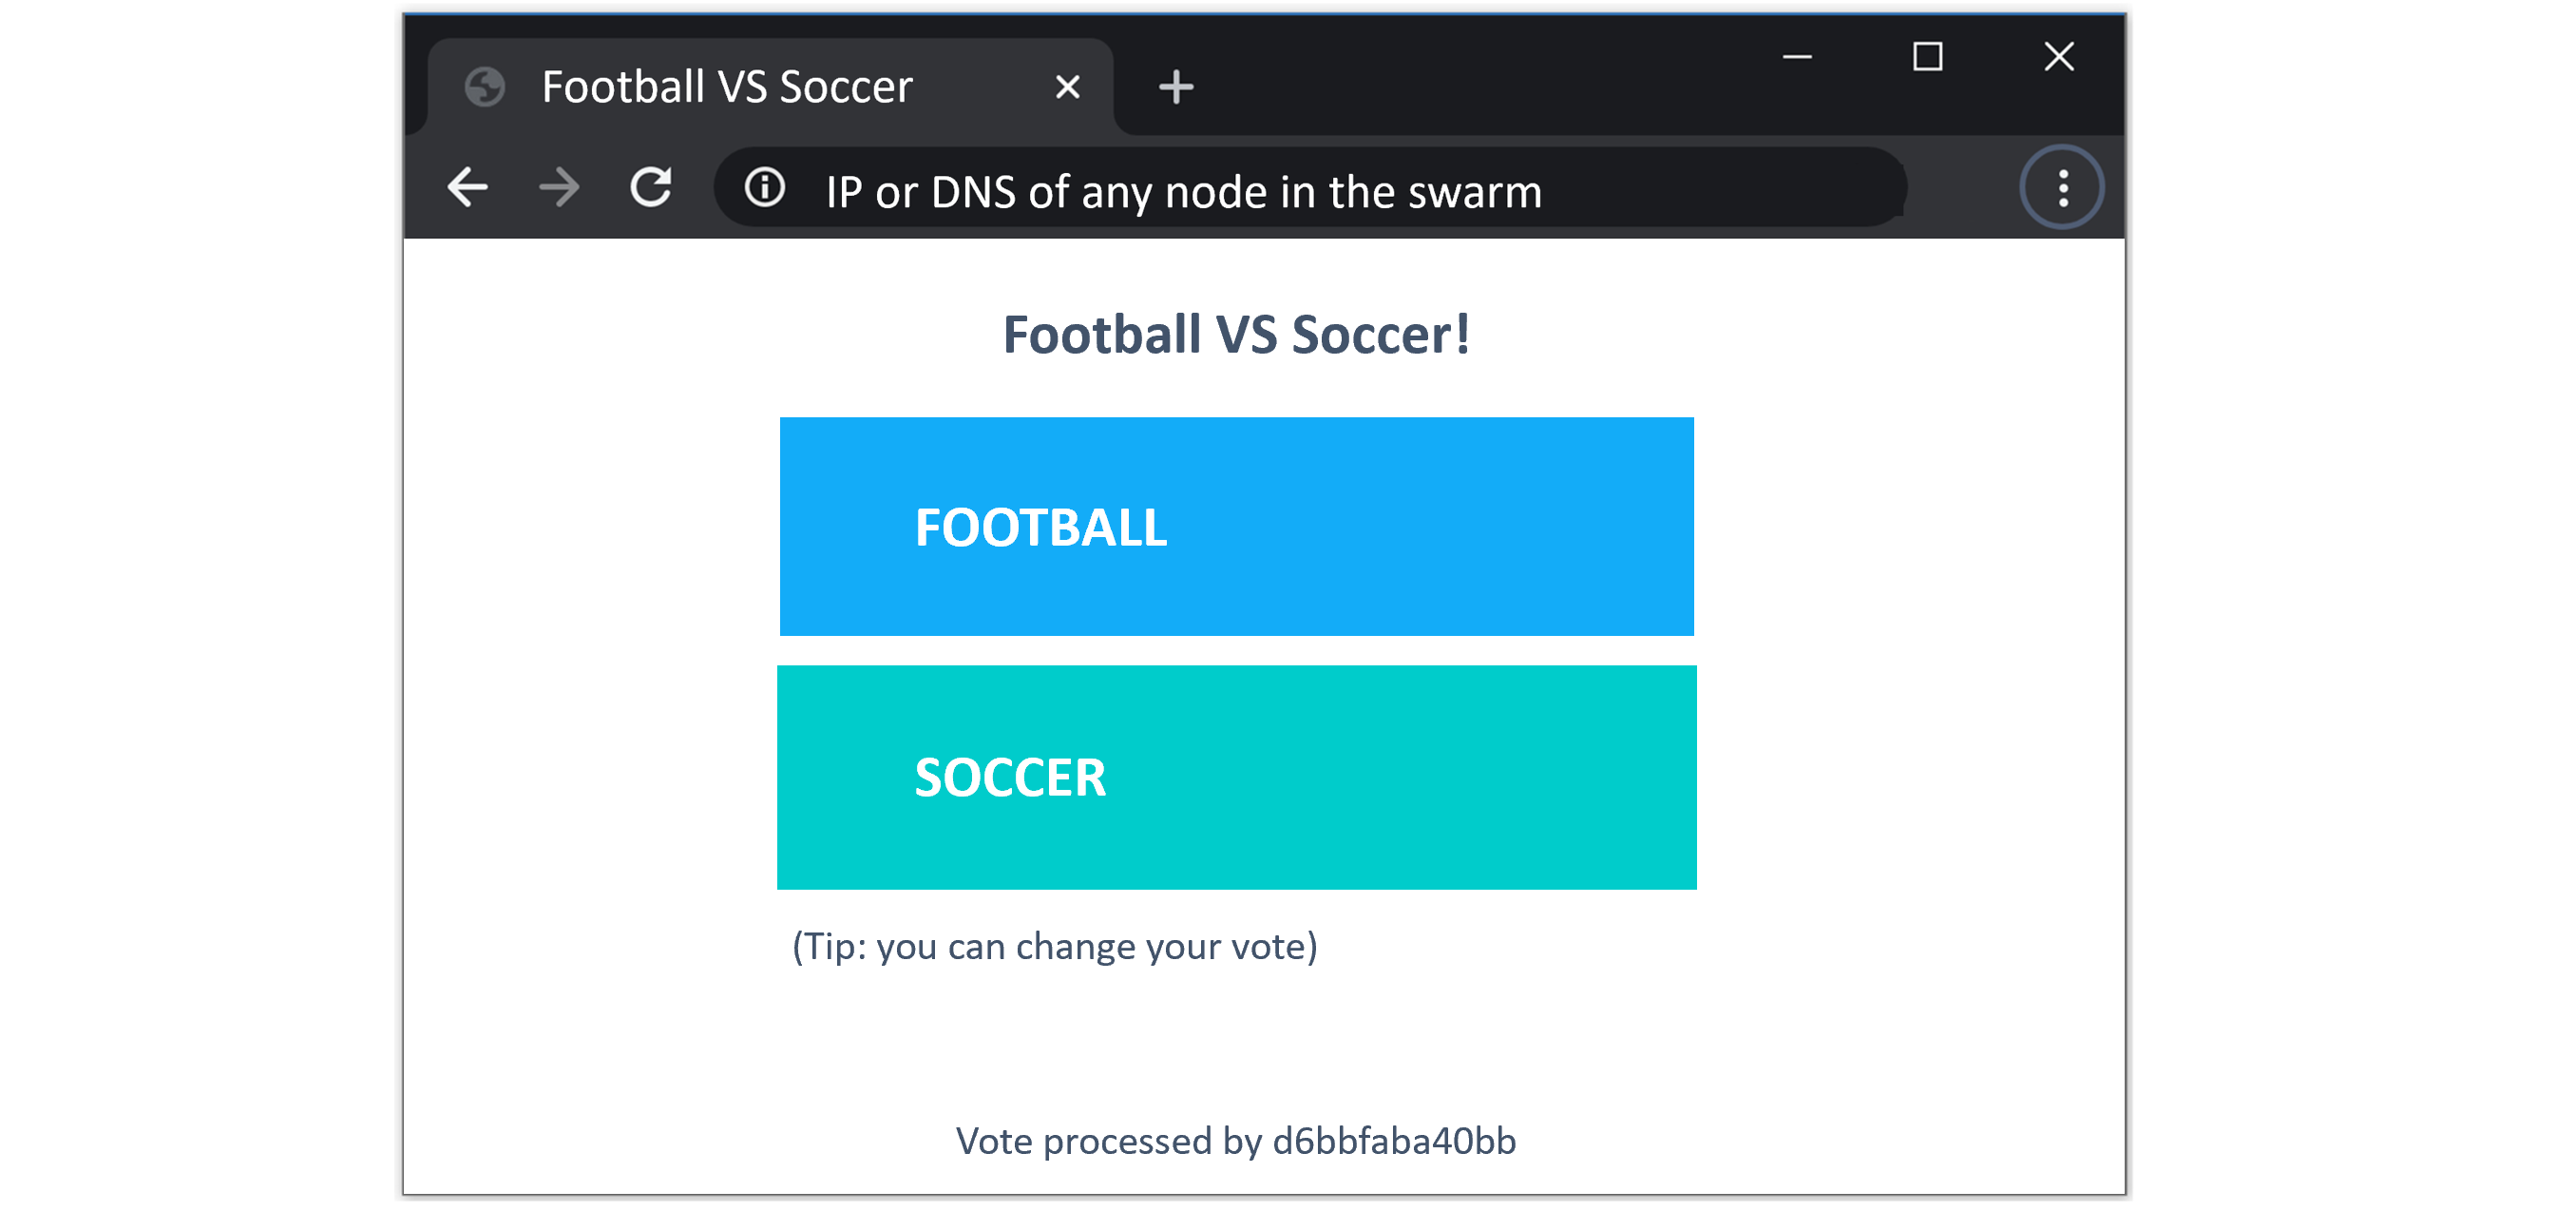 Football VS Soccer
IP or DNS of any node in the swarm
Football VS Soccer!
FOOTBALL
SOCCER
(Tip: you can change your vote)
Vote processed by d6bbfaba40bb